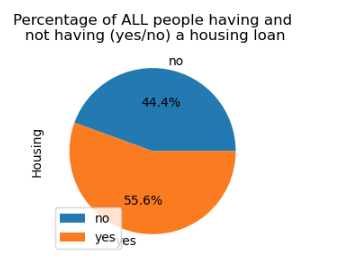 Percentage of ALL people having and
not having (yes/no) a housing loan
no
44.4%
Housing
55.6%
no
yes
yes